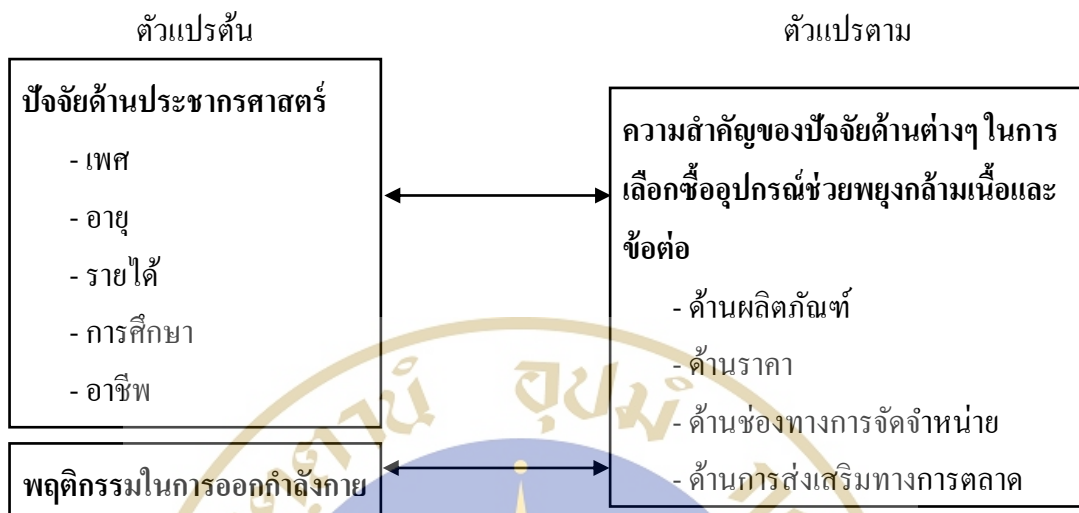 ตัวแปรต้น
ตัวแปรตาม
ปัจจัยด้านประชากรศาสตร์
- เพศ
- อายุ
- รายได้
- การศึกษา
- อาชีพ
พฤติกรรมในการออกกำลังกาย
ความสำคัญของปัจจัยด้านต่างๆ ในการ
เลือกซื้ออุปกรณ์ช่วยพยุงกล้ามเนื้อและ
ข้อต่อ
- ด้านผลิตภัณฑ์
- ด้านราคา
- ด้านช่องทางการจัดจำหน่าย
- ด้านการส่งเสริมทางการตลาด
อุปมํ